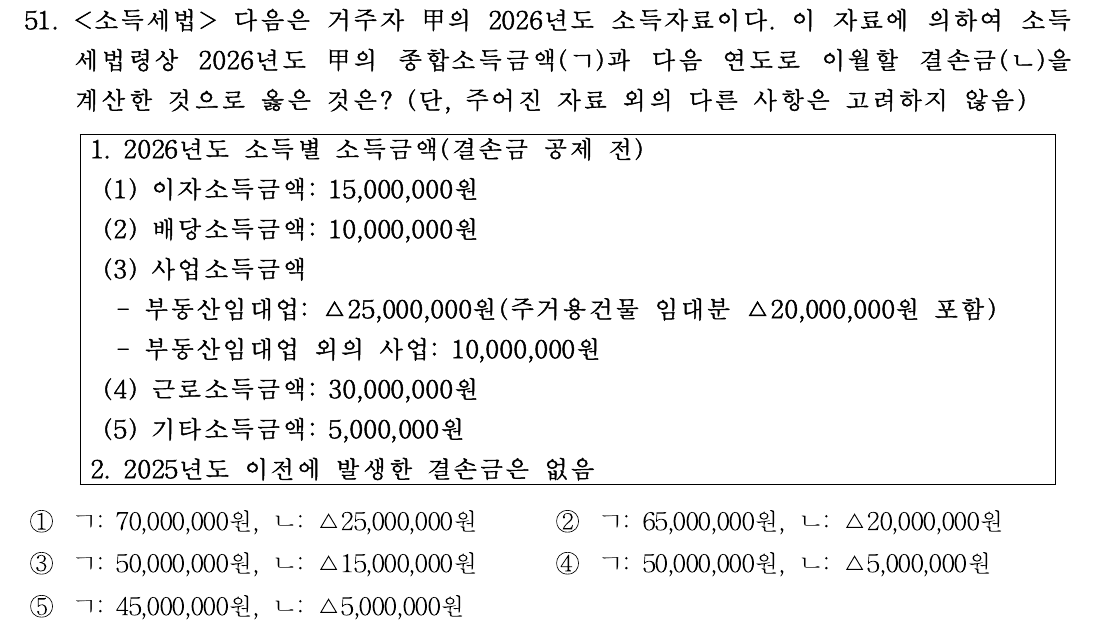 51. <소득세법> 다음은 거주자 甲의 2026년도 소득자료이다. 이 자료에 의하여 소득
세법령상 2026년도 甲의 종합소득금액(ㄱ)과 다음 연도로 이월할 결손금(ㄴ)을
계산한 것으로 옳은 것은? (단, 주어진 자료 외의 다른 사항은 고려하지 않음)
1. 2026년도 소득별 소득금액(결손금 공제 전)
(1) 이자소득금액: 15,000,000원
(2) 배당소득금액: 10,000,000원
(3) 사업소득금액
- 부동산임대업: △25,000,000원(주거용건물 임대분 △20,000,000원 포함)
- 부동산임대업 외의 사업: 10,000,000원
(4) 근로소득금액: 30,000,000원
(5) 기타소득금액: 5,000,000원
2. 2025년도 이전에 발생한 결손금은 없음
① ㄱ: 70,000,000원, ㄴ: △25,000,000원 ② ㄱ: 65,000,000원, ㄴ: △20,000,000원
③ ㄱ: 50,000,000원, ㄴ: △15,000,000원 ④ ㄱ: 50,000,000원, ㄴ: △5,000,000원
⑤ ㄱ: 45,000,000원, ㄴ: △5,000,000원